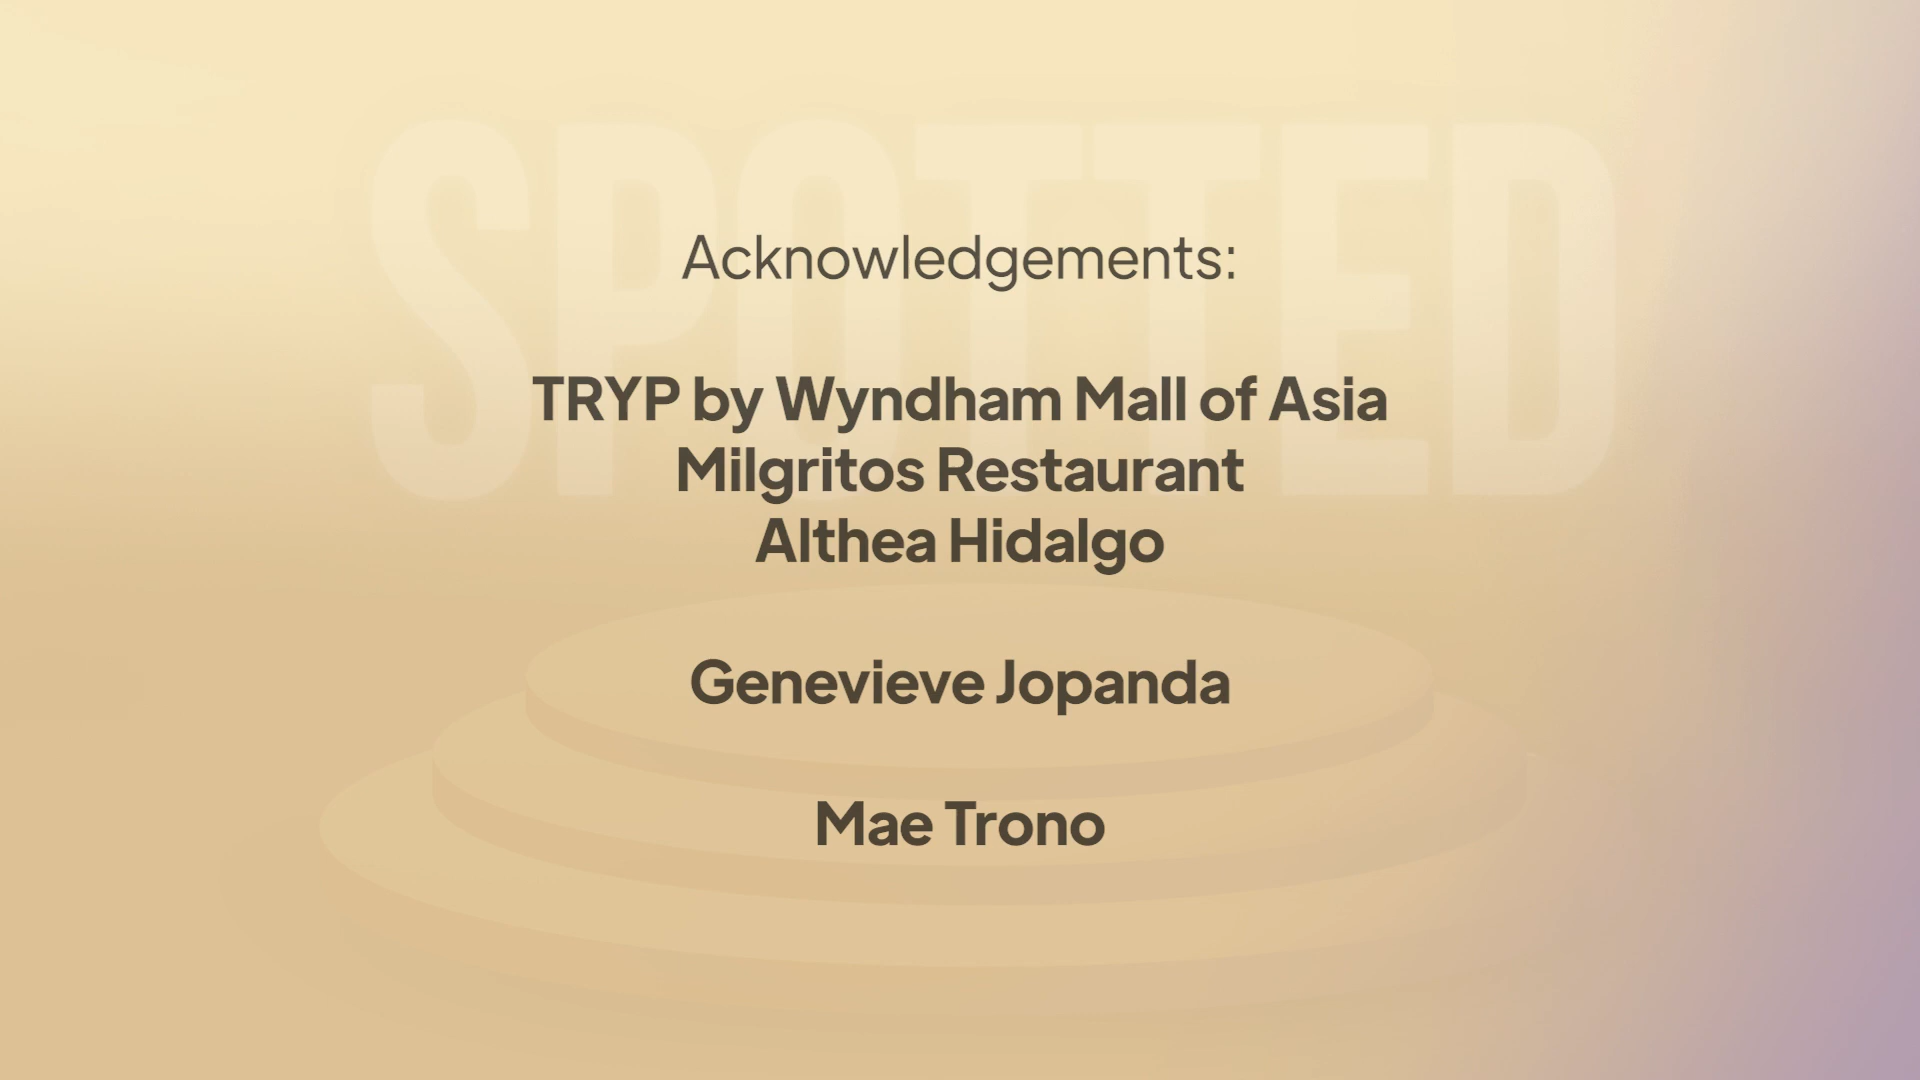 SPOTTED
Acknowledgements:
TRYP by Wyndham Mall of Asia
Milgritos Restaurant
Althea Hidalgo
Genevieve Jopanda
Mae Trono